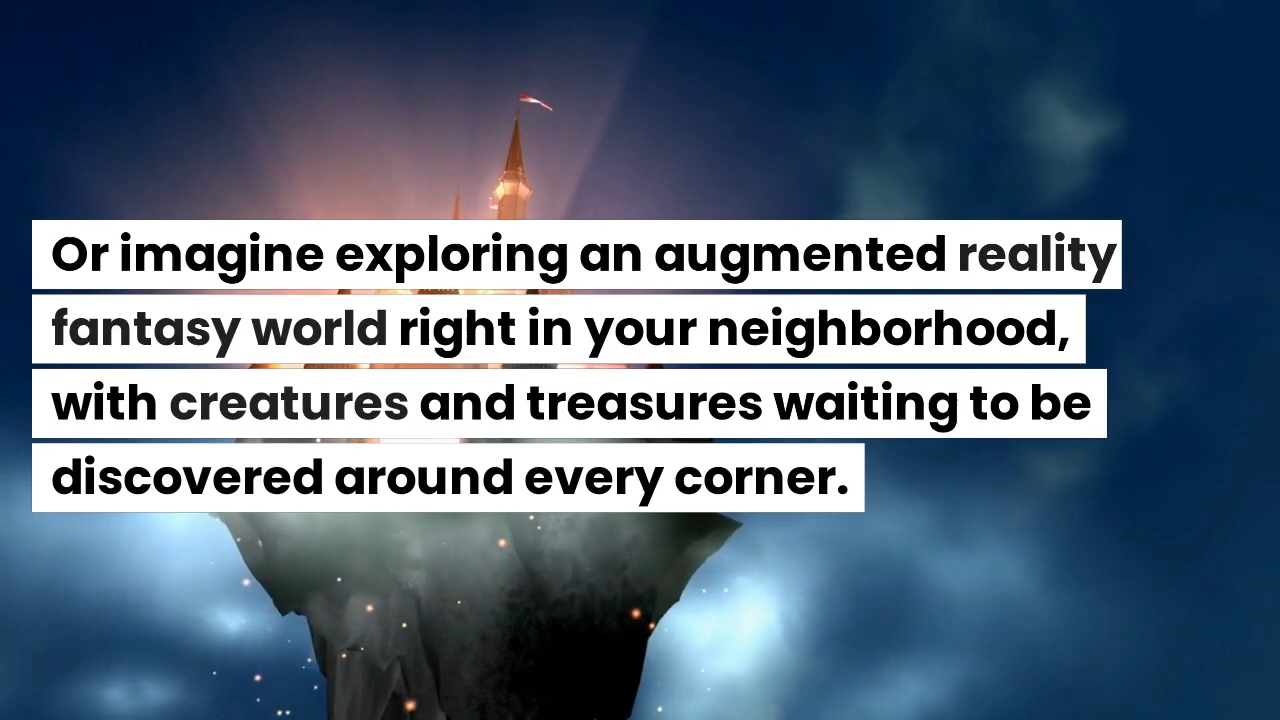 Or imagine exploring an augmented reality
fantasy world right in your neighborhood,
with creatures and treasures waiting to be
discovered around every corner.